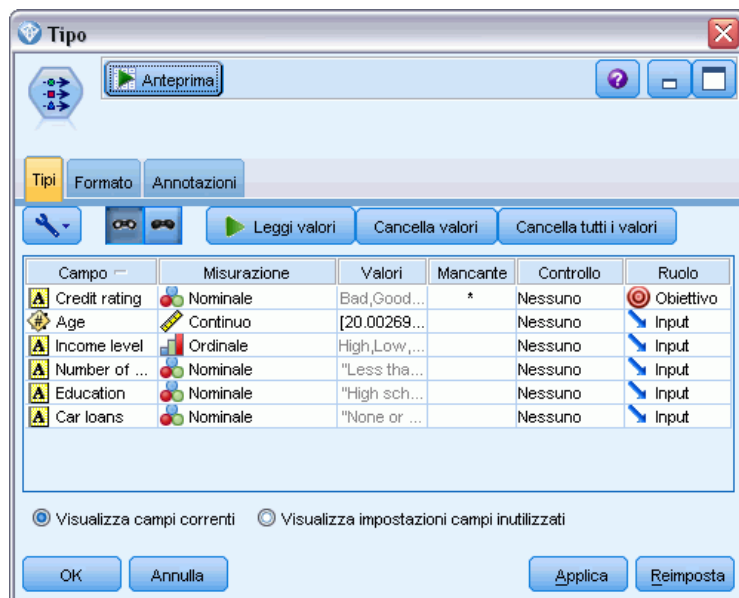 Tipo
Anteprima
Tipi Formato Annotazioni
Leggi valori Cancella valori Cancella tutti i valori
Campo Misurazione Valori Mancante Controllo Ruolo
A Credit rating Nominale Bad,Good... * Nessuno Obiettivo
# Age Continuo [20.00269... Nessuno Input
A Income level Ordinale High,Low,... Nessuno Input
A Number of ... Nominale "Less tha... Nessuno Input
A Education Nominale "High sch... Nessuno Input
A Car loans Nominale "None or ... Nessuno Input
Visualizza campi correnti Visualizza impostazioni campi inutilizzati
OK Annulla Applica Reimposta